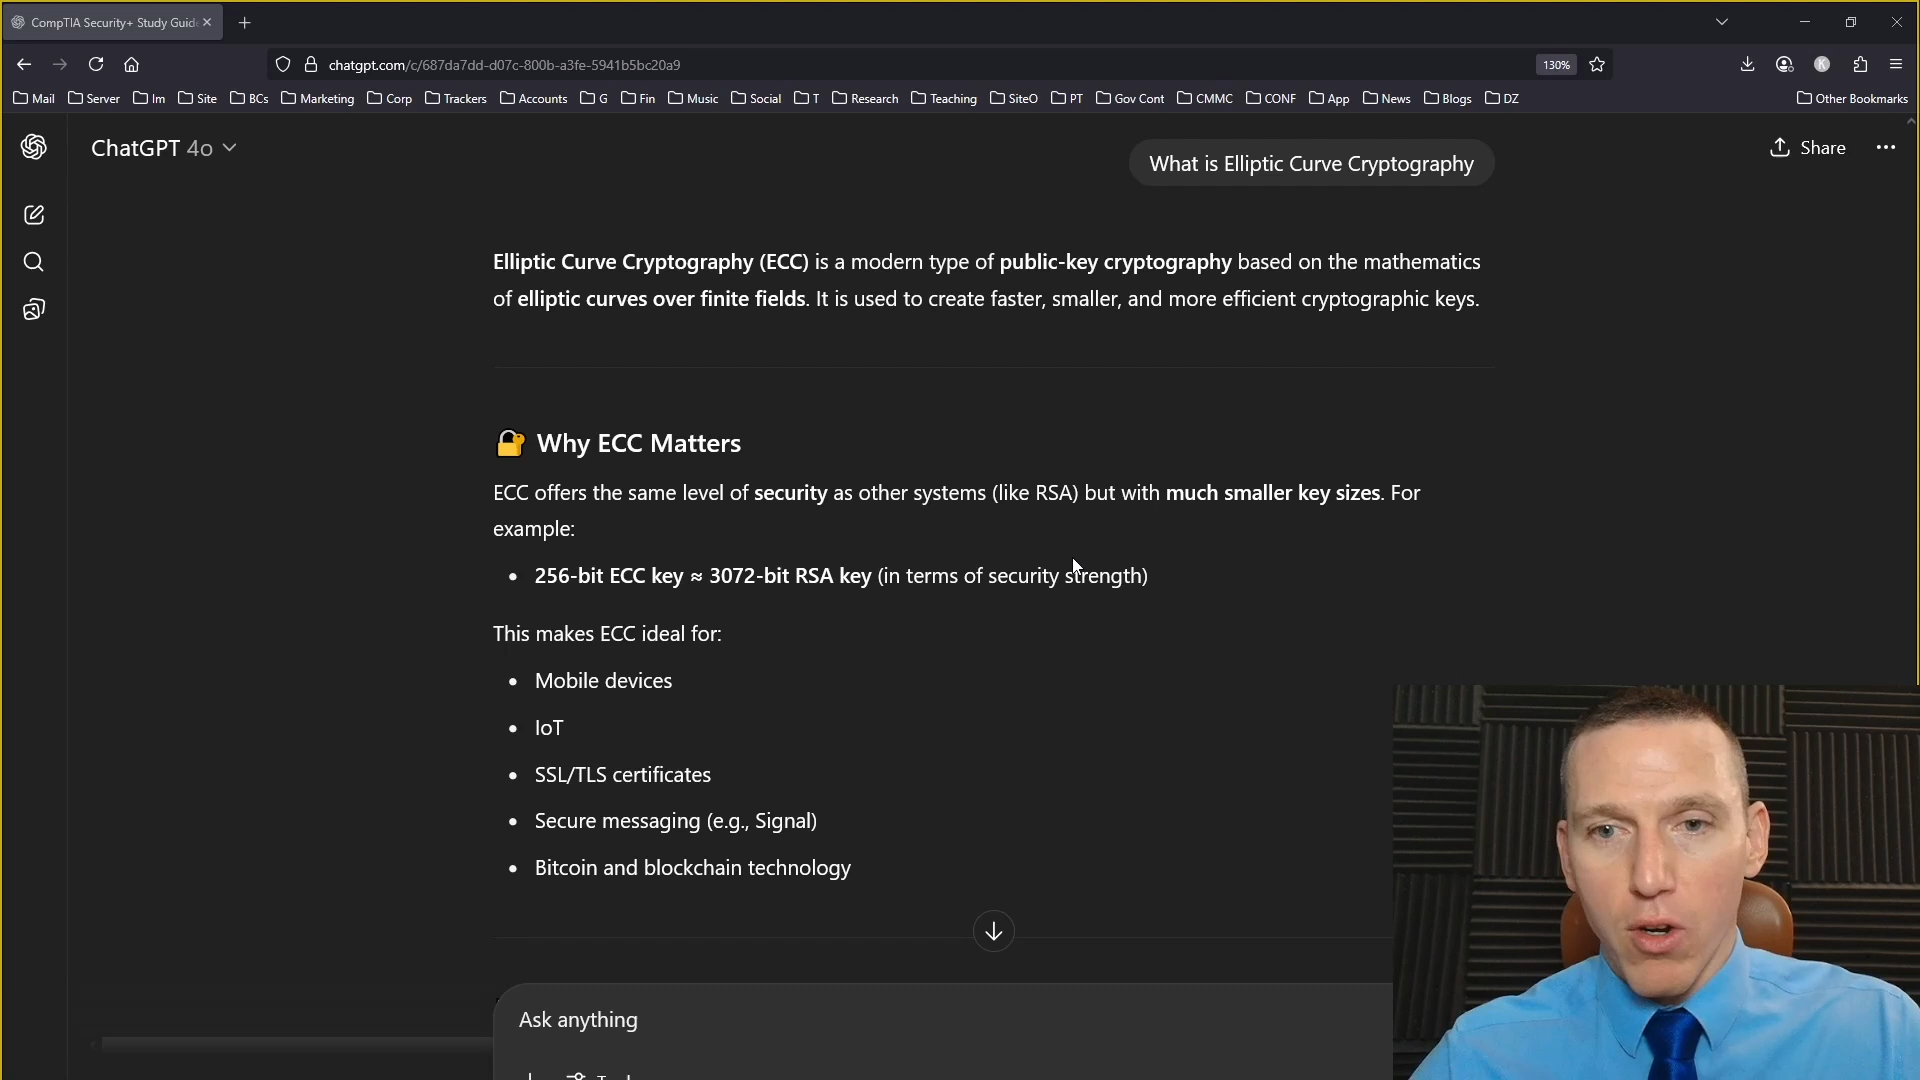 CompTIA Security+ Study Guid
chatgpt.com/c/687da7dd-d07c-800b-a3fe-5941b5bc20a9
130%
K
Mail Server Im Site BCs Marketing Corp Trackers Accounts G Fin Music Social T Research Teaching SiteO PT Gov Cont CMMC CONF App News Blogs DZ Other Bookmarks
ChatGPT 4o
Share
What is Elliptic Curve Cryptography
Elliptic Curve Cryptography (ECC) is a modern type of public-key cryptography based on the mathematics
of elliptic curves over finite fields. It is used to create faster, smaller, and more efficient cryptographic keys.
🔐 Why ECC Matters
ECC offers the same level of security as other systems (like RSA) but with much smaller key sizes. For
example:
• 256-bit ECC key ≈ 3072-bit RSA key (in terms of security strength)
This makes ECC ideal for:
• Mobile devices
• IoT
• SSL/TLS certificates
• Secure messaging (e.g., Signal)
• Bitcoin and blockchain technology
Ask anything